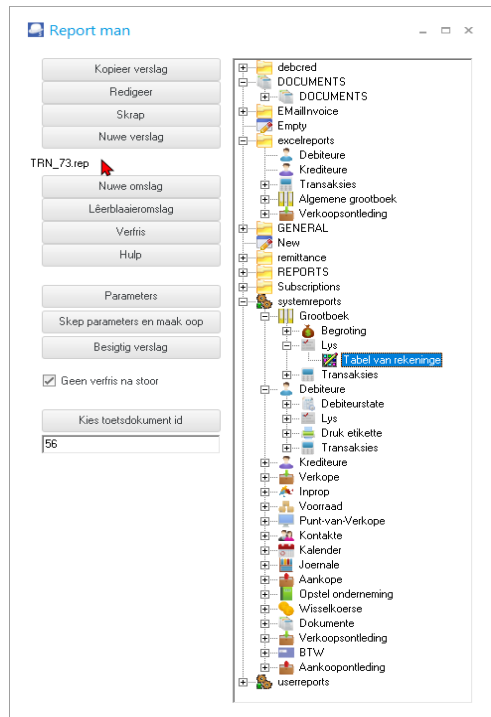 Report man
Kopieer verslag
Redigeer
Skrap
Nuwe verslag
TRN_73.rep
Nuwe omslag
Lêerblaaieromslag
Verfris
Hulp
Parameters
Skep parameters en maak oop
Besigtig verslag
Geen verfris na stoor
Kies toetsdokument id
56
debcred
DOCUMENTS
DOCUMENTS
EMailInvoice
Empty
excelreports
Debiteure
Krediteure
Transaksies
Algemene grootboek
Verkoopsontleding
GENERAL
New
remittance
REPORTS
Subscriptions
systemreports
Grootboek
Begroting
Lys
Tabel van rekeninge
Transaksies
Debiteure
Debiteurstate
Lys
Druk etikette
Transaksies
Krediteure
Verkope
Inprop
Voorraad
Punt-van-Verkope
Kontakte
Kalender
Joernale
Aankope
Opstel onderneming
Wisselkoerse
Dokumente
Verkoopsontleding
BTW
Aankoopontleding
userreports